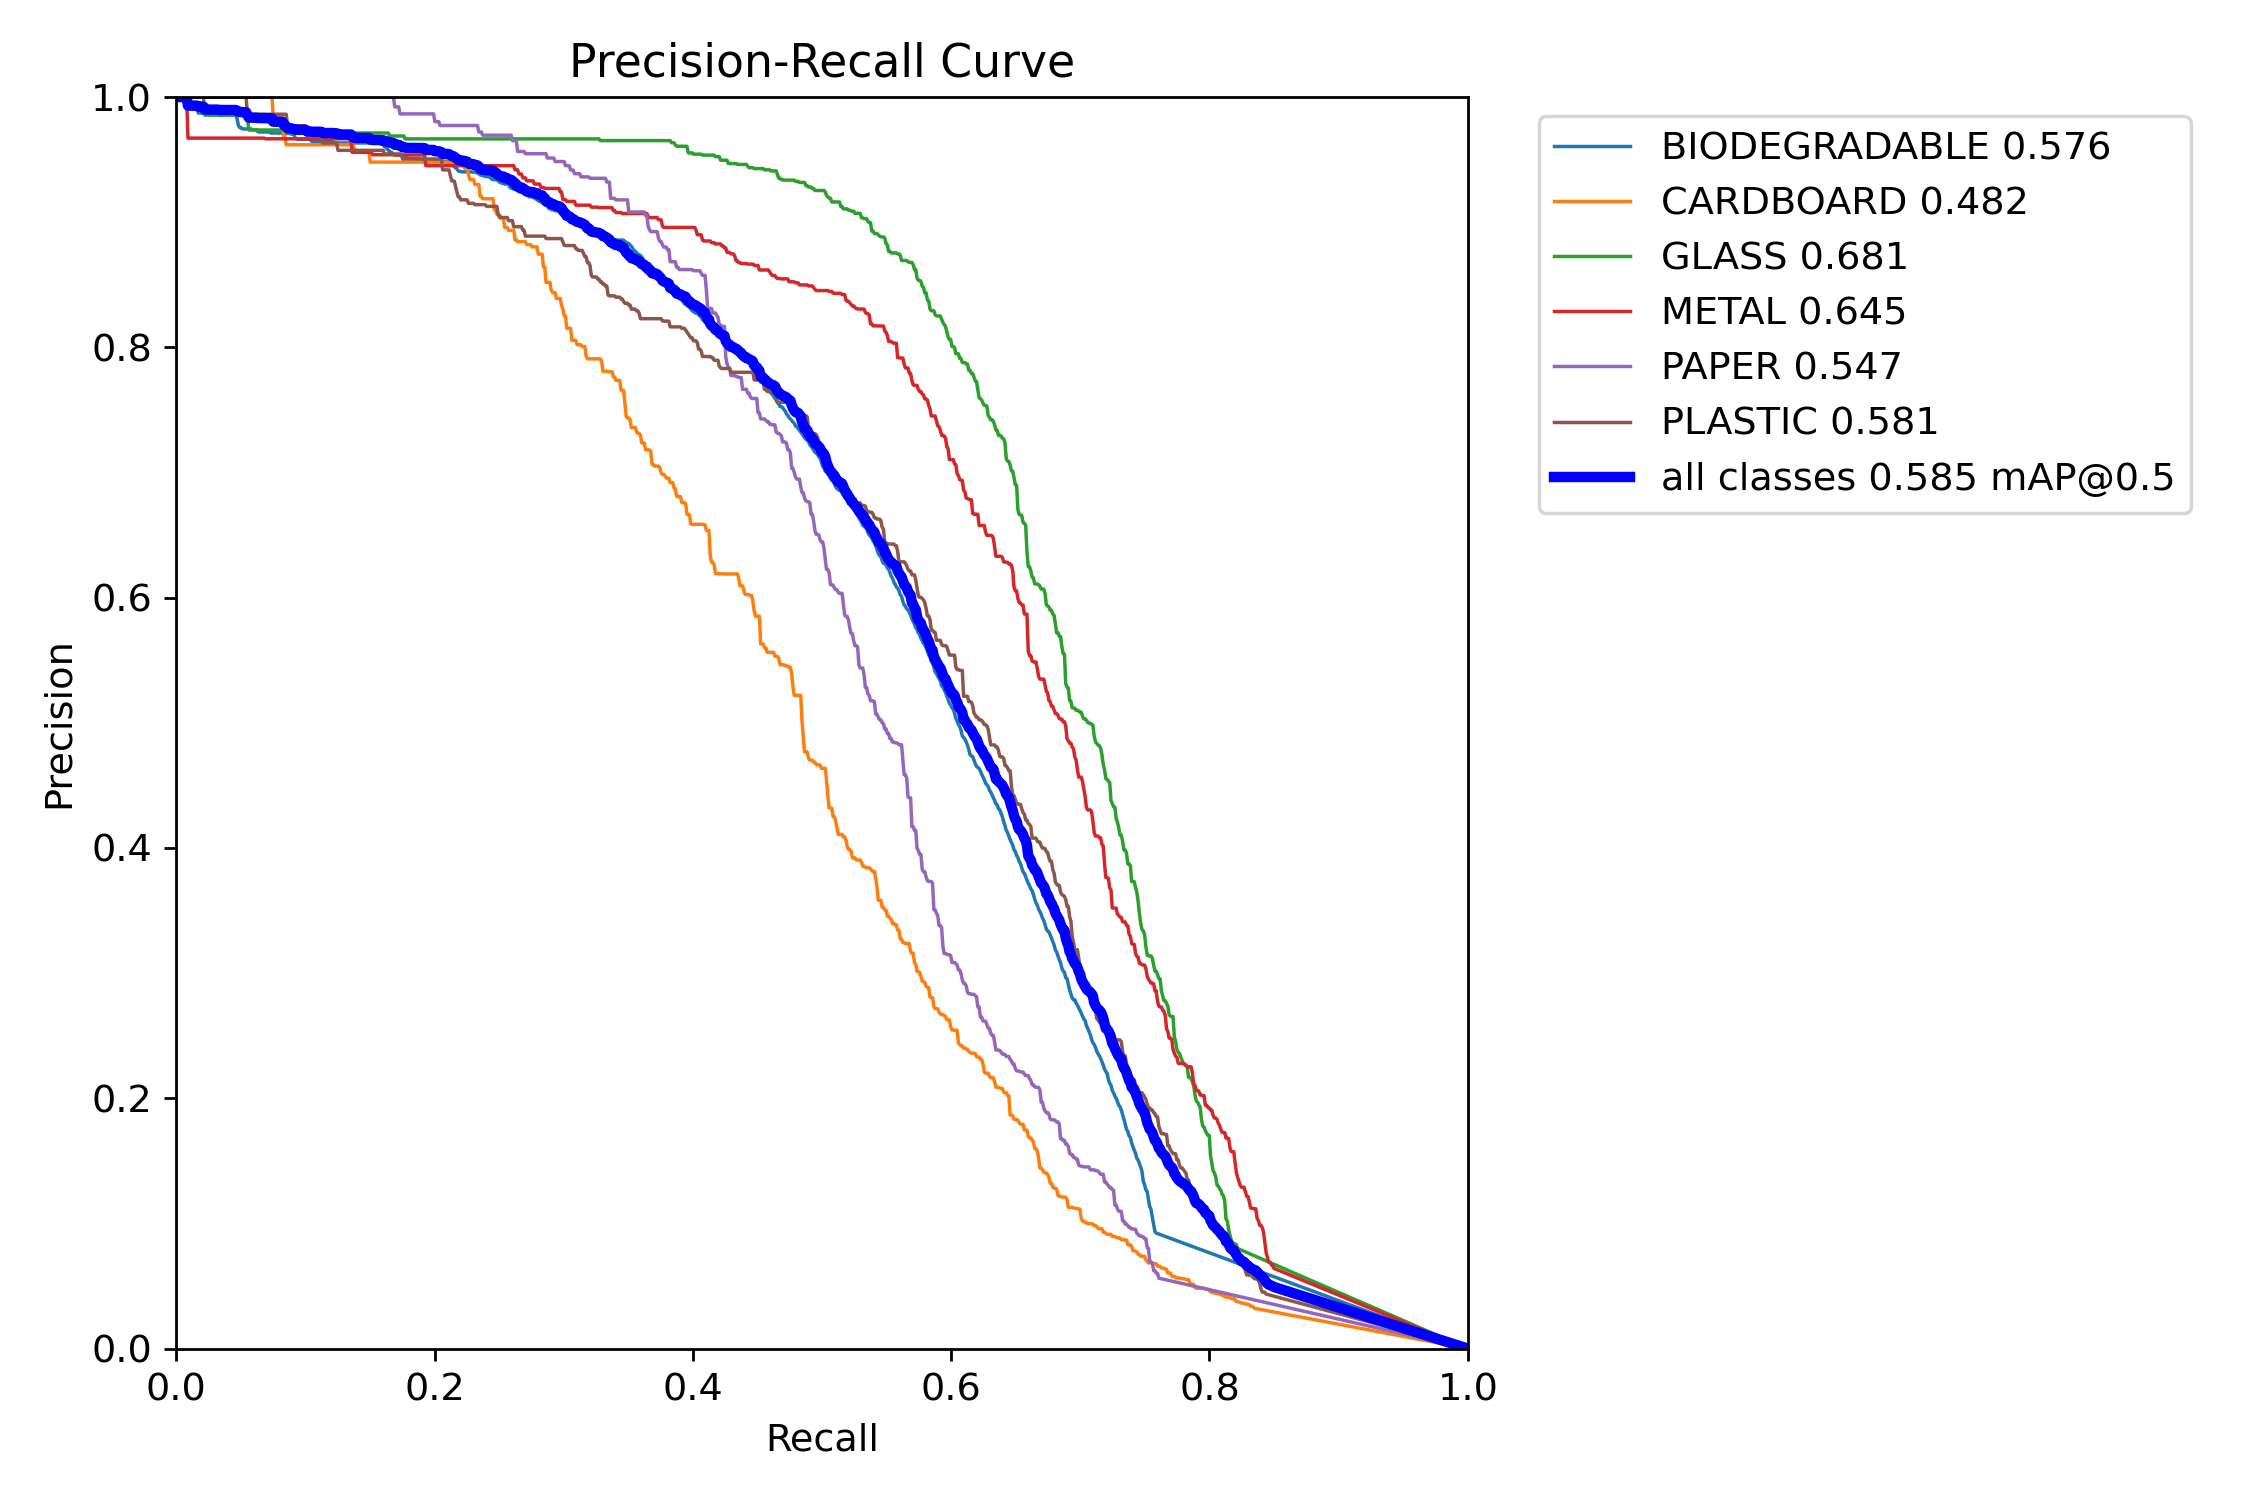 Precision-Recall Curve
1.0
0.8
0.6
0.4
0.2
0.0
Precision
0.0 0.2 0.4 0.6 0.8 1.0
Recall
BIODEGRADABLE 0.576
CARDBOARD 0.482
GLASS 0.681
METAL 0.645
PAPER 0.547
PLASTIC 0.581
all classes 0.585 mAP@0.5